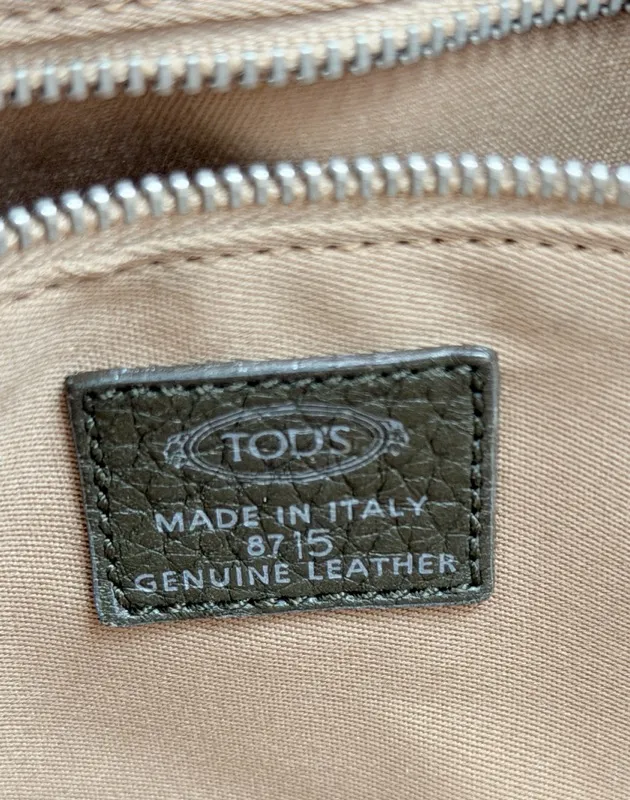 TOD'S
MADE IN ITALY
8715
GENUINE LEATHER